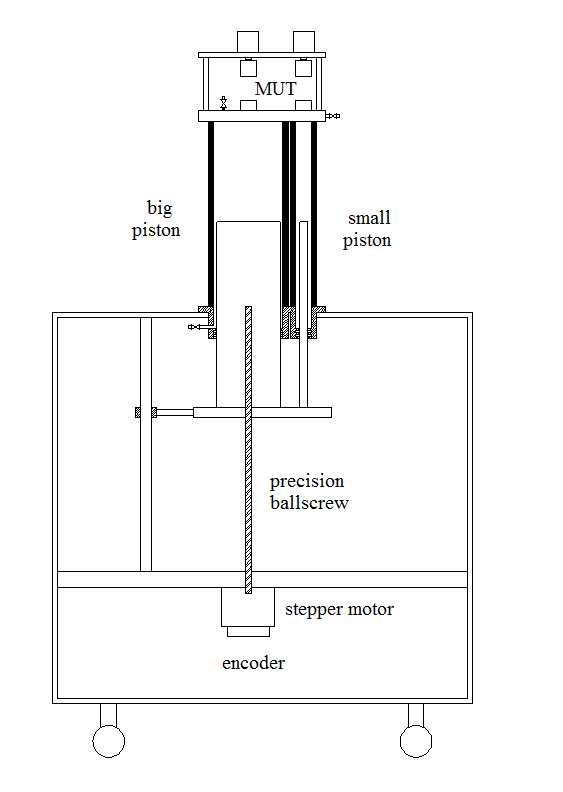 MUT
big
piston
small
piston
precision
ballscrew
stepper motor
encoder